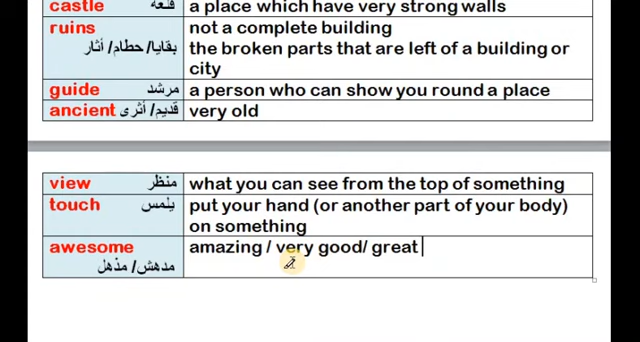 castle قلعة a place which have very strong walls
ruins not a complete building
بقايا/ حطام/ أثار the broken parts that are left of a building or
city
guide مرشد a person who can show you round a place
ancient قديم/ أثرى very old
view منظر what you can see from the top of something
touch يلمس put your hand (or another part of your body)
on something
awesome amazing / very good/ great
مدهش/ مذهل